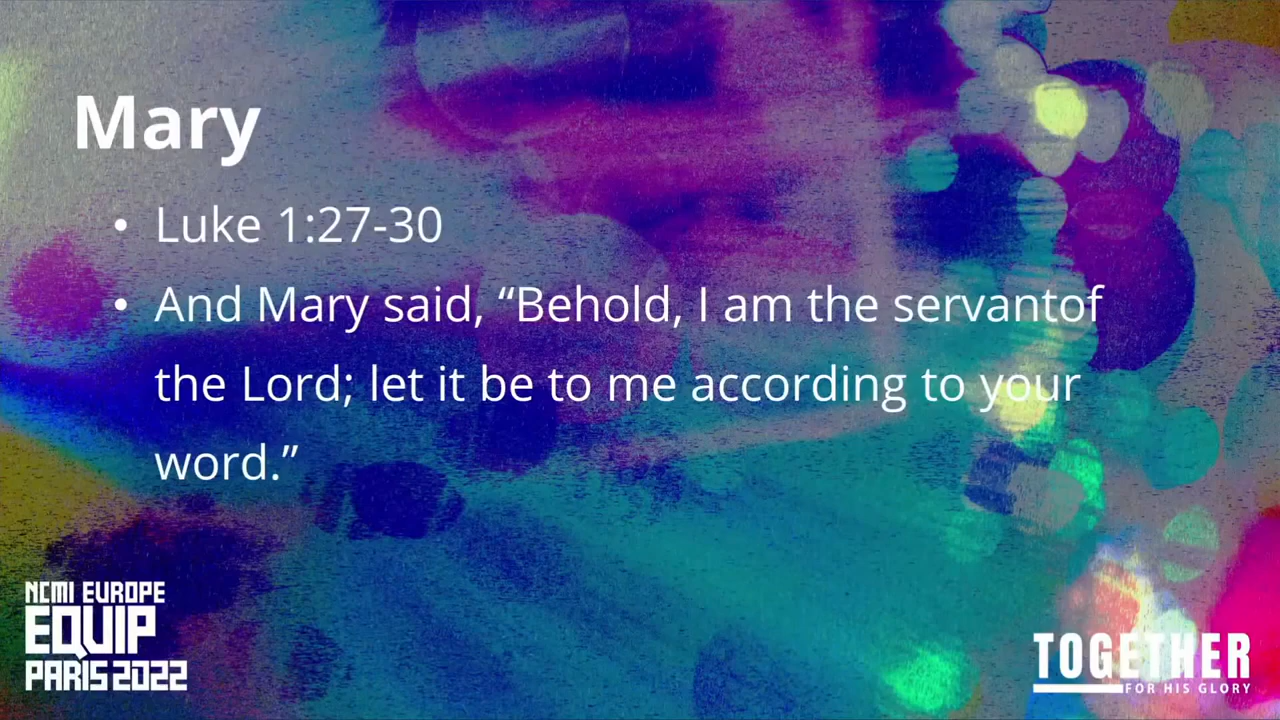 Mary
• Luke 1:27-30
• And Mary said, “Behold, I am the servantof
the Lord; let it be to me according to your
word.”
NCMI EUROPE
EQUIP
PARIS 2022
TOGETHER
FOR HIS GLORY